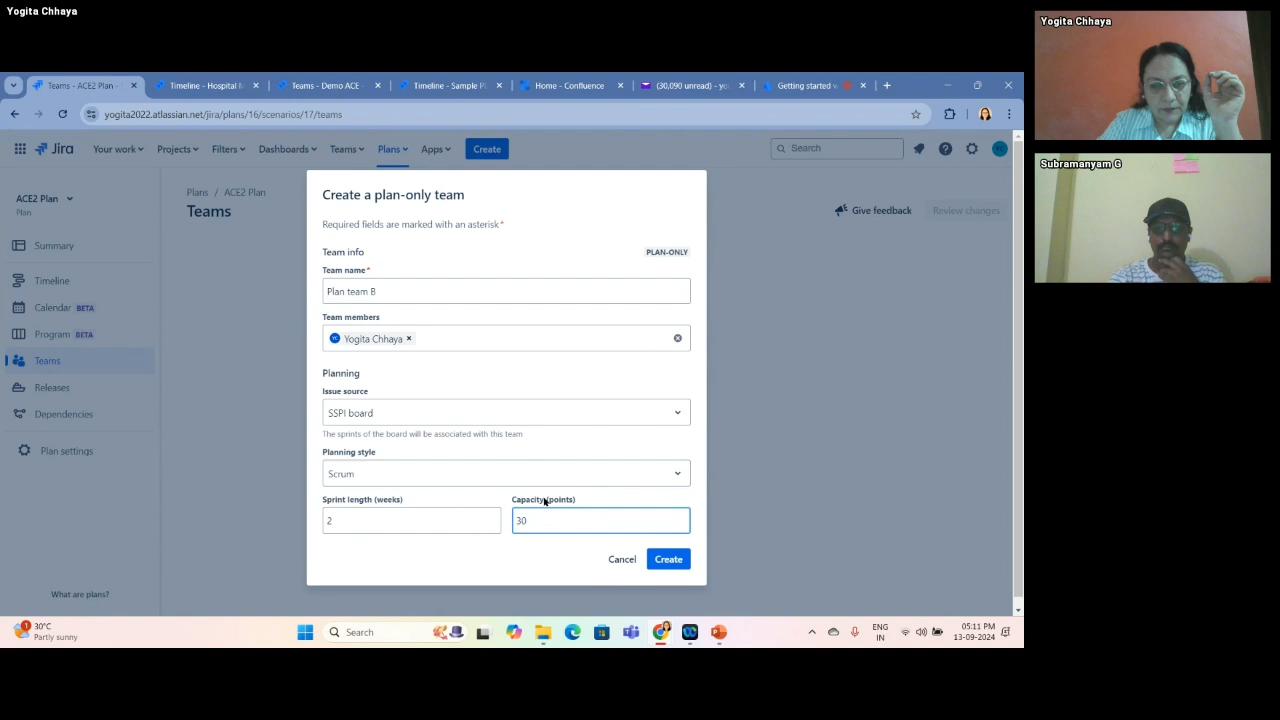 Yogita Chhaya
Yogita Chhaya
Subramanyam G
Teams - ACE2 Plan -
Timeline - Hospital
Teams - Demo ACE
Timeline - Sample
Home - Confluence
(30,090 unread) - yo
Getting started
yogita2022.atlassian.net/jira/plans/16/scenarios/17/teams
Jira
Your work
Projects
Filters
Dashboards
Teams
Plans
Apps
Create
Search
ACE2 Plan
Plan
Summary
Timeline
Calendar BETA
Program BETA
Teams
Releases
Dependencies
Plan settings
What are plans?
Plans / ACE2 Plan
Teams
Give feedback
Review changes
Create a plan-only team
Required fields are marked with an asterisk*
Team info
PLAN-ONLY
Team name*
Plan team B
Team members
YC Yogita Chhaya
Planning
Issue source
SSPI board
The sprints of the board will be associated with this team
Planning style
Scrum
Sprint length (weeks)
Capacity (points)
2
30
Cancel
Create
1
30°C
Partly sunny
Search
ENG
IN
05:11 PM
13-09-2024